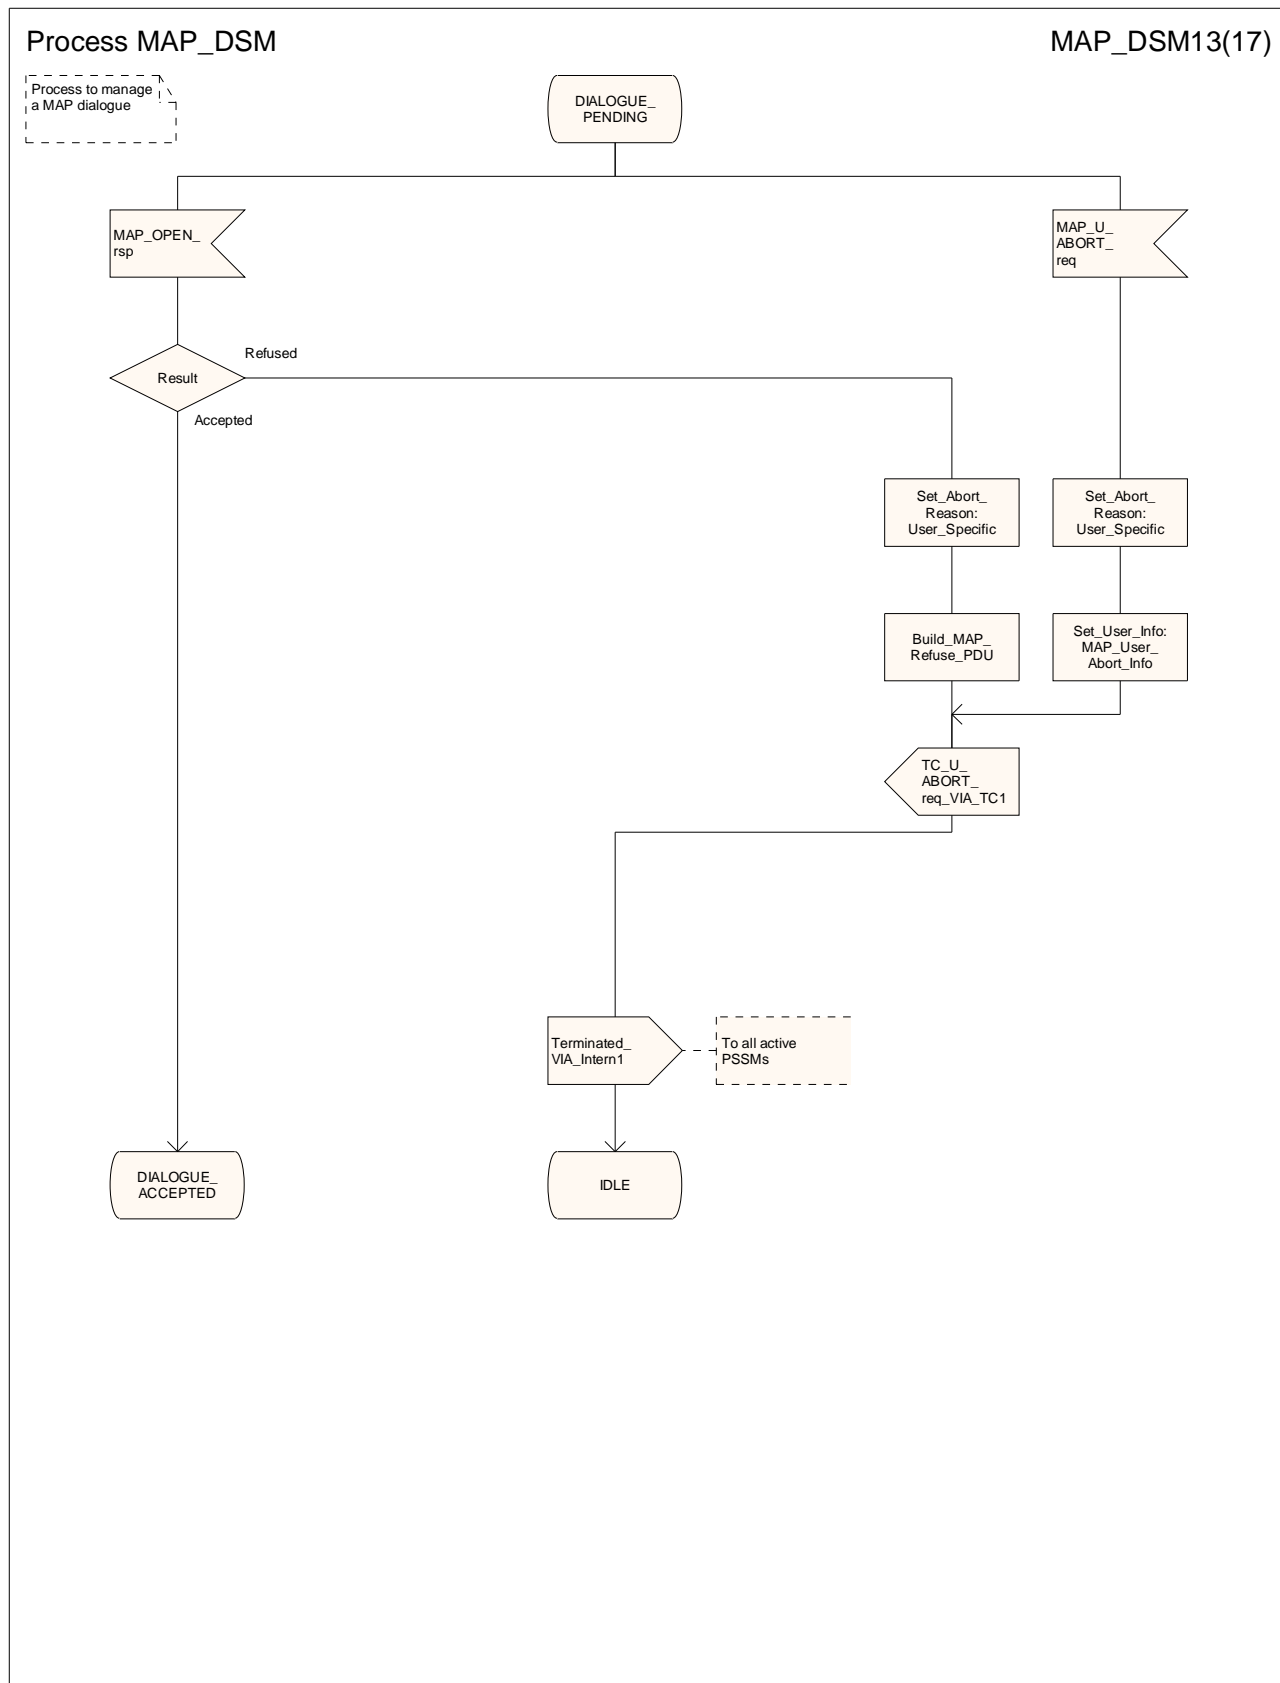 Process MAP_DSM
MAP_DSM13(17)
Process to manage
a MAP dialogue
DIALOGUE_
PENDING
MAP_OPEN_
rsp
MAP_U_
ABORT_
req
Result
Refused
Accepted
Set_Abort_
Reason:
User_Specific
Set_Abort_
Reason:
User_Specific
Build_MAP_
Refuse_PDU
Set_User_Info:
MAP_User_
Abort_Info
TC_U_
ABORT_
req_VIA_TC1
Terminated_
VIA_Intern1
To all active
PSSMs
DIALOGUE_
ACCEPTED
IDLE